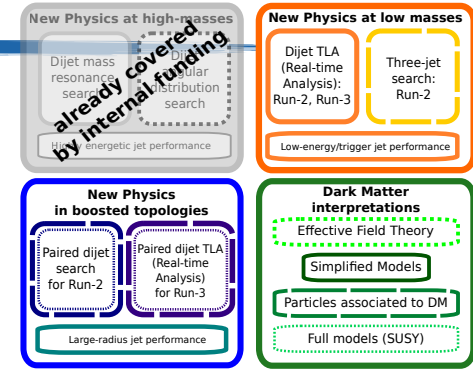 New Physics at high-masses
Dijet mass
resonance
search
Dijet
angular
distribution
search
already covered
by internal funding
Highly energetic jet performance
New Physics at low masses
Dijet TLA
(Real-time
Analysis):
Run-2, Run-3
Three-jet
search:
Run-2
Low-energy/trigger jet performance
New Physics
in boosted topologies
Paired dijet
search
for Run-2
Paired dijet TLA
(Real-time
Analysis)
for Run-3
Large-radius jet performance
Dark Matter
interpretations
Effective Field Theory
Simplified Models
Particles associated to DM
Full models (SUSY)